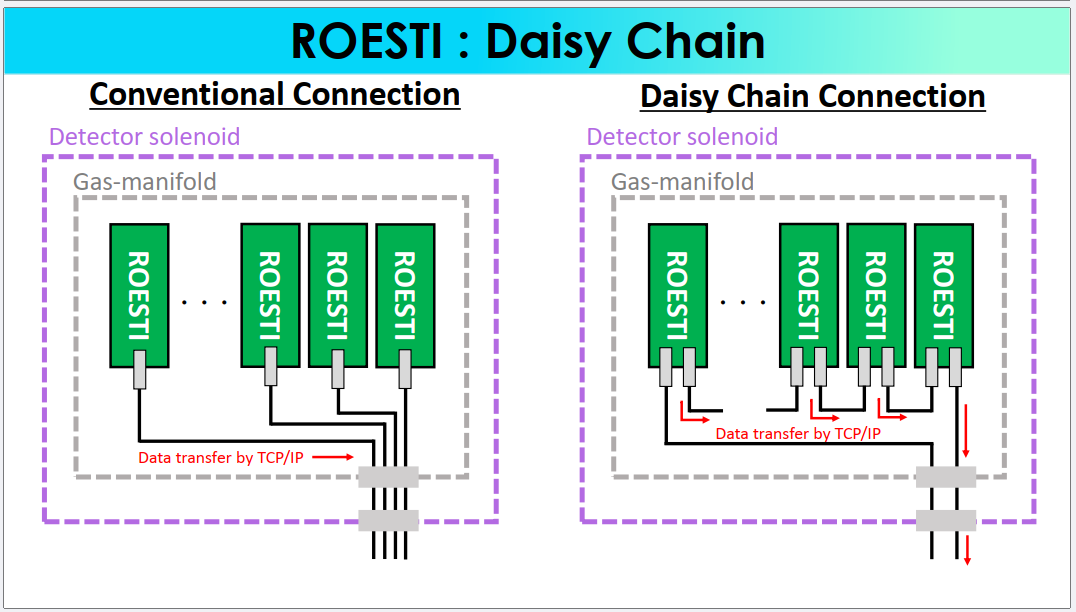 ROESTI : Daisy Chain
Conventional Connection
Detector solenoid
Gas-manifold
ROESTI
. . .
ROESTI
ROESTI
ROESTI
Data transfer by TCP/IP
Daisy Chain Connection
Detector solenoid
Gas-manifold
ROESTI
. . .
ROESTI
ROESTI
ROESTI
Data transfer by TCP/IP